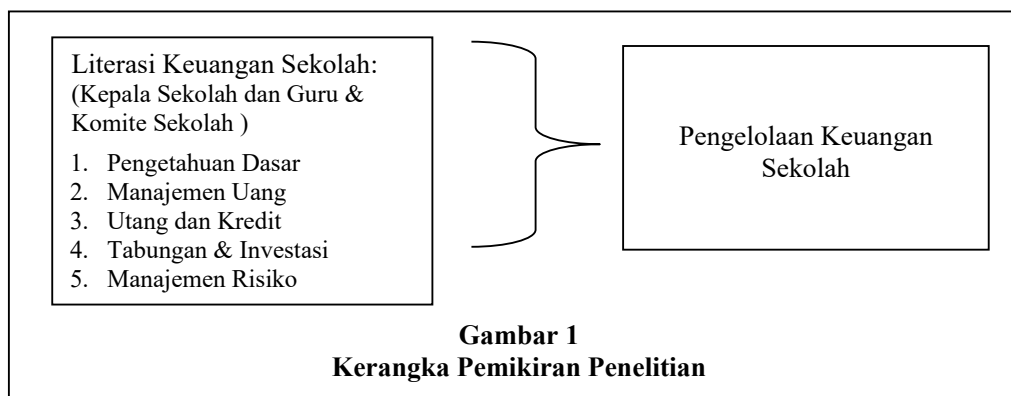 Literasi Keuangan Sekolah:
(Kepala Sekolah dan Guru &
Komite Sekolah )
1. Pengetahuan Dasar
2. Manajemen Uang
3. Utang dan Kredit
4. Tabungan & Investasi
5. Manajemen Risiko
Pengelolaan Keuangan
Sekolah
Gambar 1
Kerangka Pemikiran Penelitian